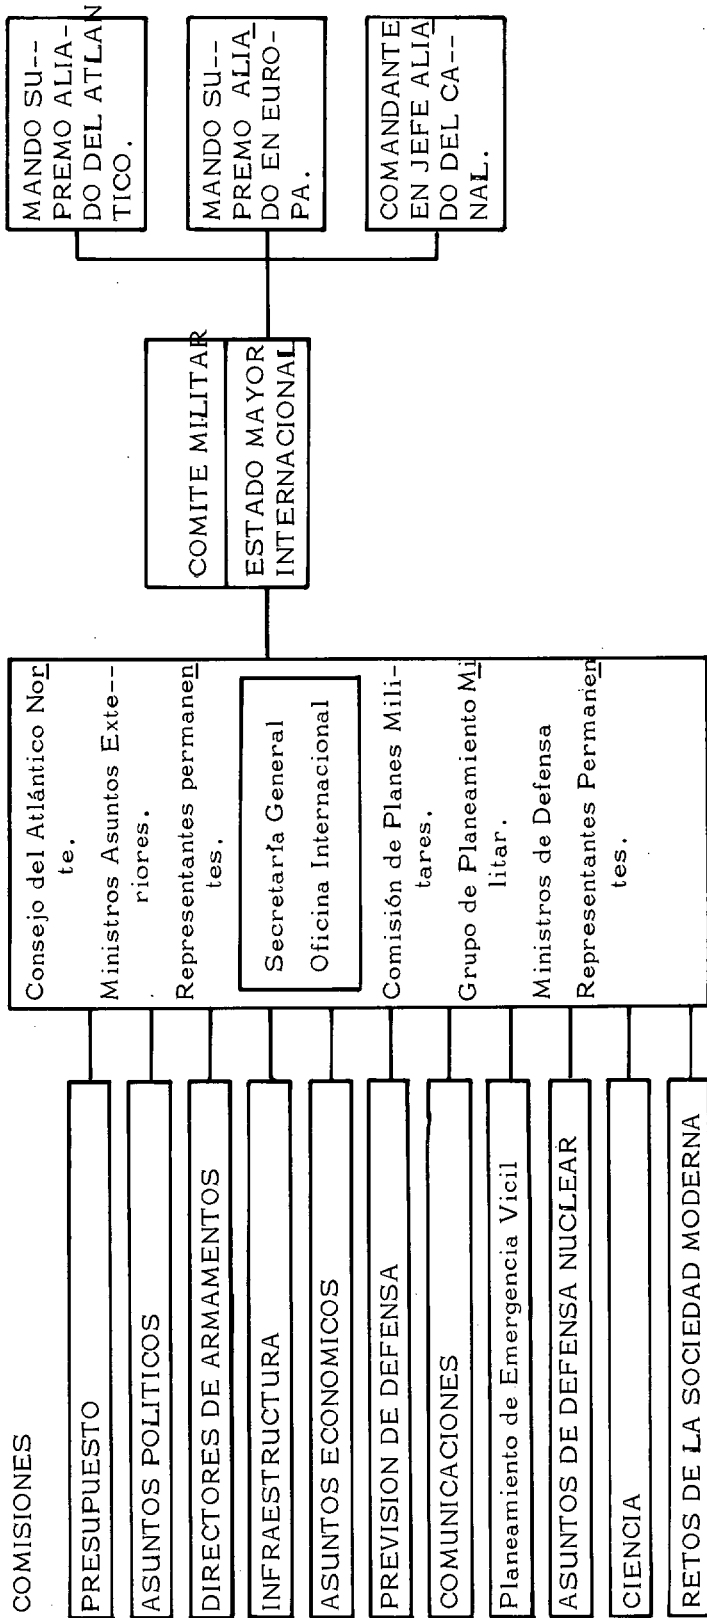 COMISIONES
PRESUPUESTO
ASUNTOS POLITICOS
DIRECTORES DE ARMAMENTOS
INFRAESTRUCTURA
ASUNTOS ECONOMICOS
PREVISION DE DEFENSA
COMUNICACIONES
Planeamiento de Emergencia Vicil
ASUNTOS DE DEFENSA NUCLEAR
CIENCIA
RETOS DE LA SOCIEDAD MODERNA
Consejo del Atlántico Nor
te.
Ministros Asuntos Exte--
riores.
Representantes permanen
tes.
Secretaría General
Oficina Internacional
Comisión de Planes Mili-
tares.
Grupo de Planeamiento Mi
litar.
Ministros de Defensa
Representantes Permanen
tes.
COMITE MILITAR
ESTADO MAYOR
INTERNACIONAL
MANDO SU--
PREMO ALIA-
DO DEL ATLAN
TICO.
MANDO SU--
PREMO ALIA
DO EN EURO-
PA.
COMANDANTE
EN JEFE ALIA
DO DEL CA--
NAL.